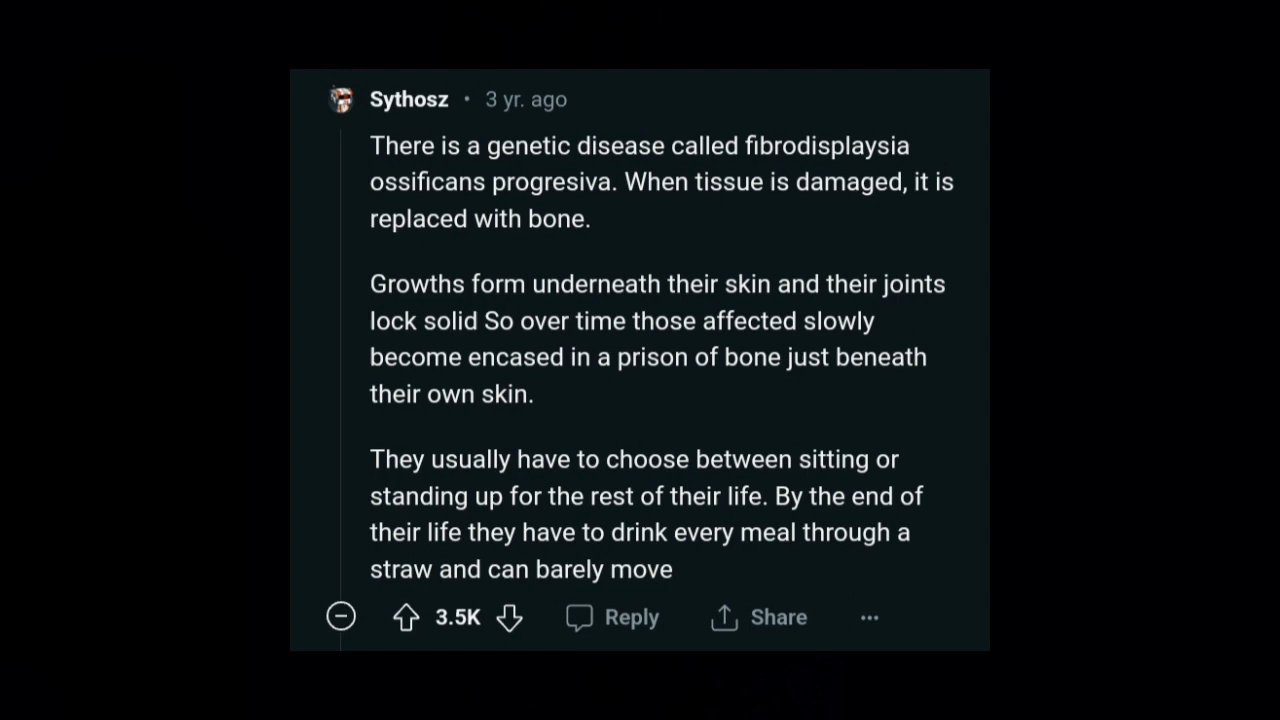 Sythosz • 3 yr. ago
There is a genetic disease called fibrodisplaysia
ossificans progresiva. When tissue is damaged, it is
replaced with bone.
Growths form underneath their skin and their joints
lock solid So over time those affected slowly
become encased in a prison of bone just beneath
their own skin.
They usually have to choose between sitting or
standing up for the rest of their life. By the end of
their life they have to drink every meal through a
straw and can barely move
3.5K Reply Share